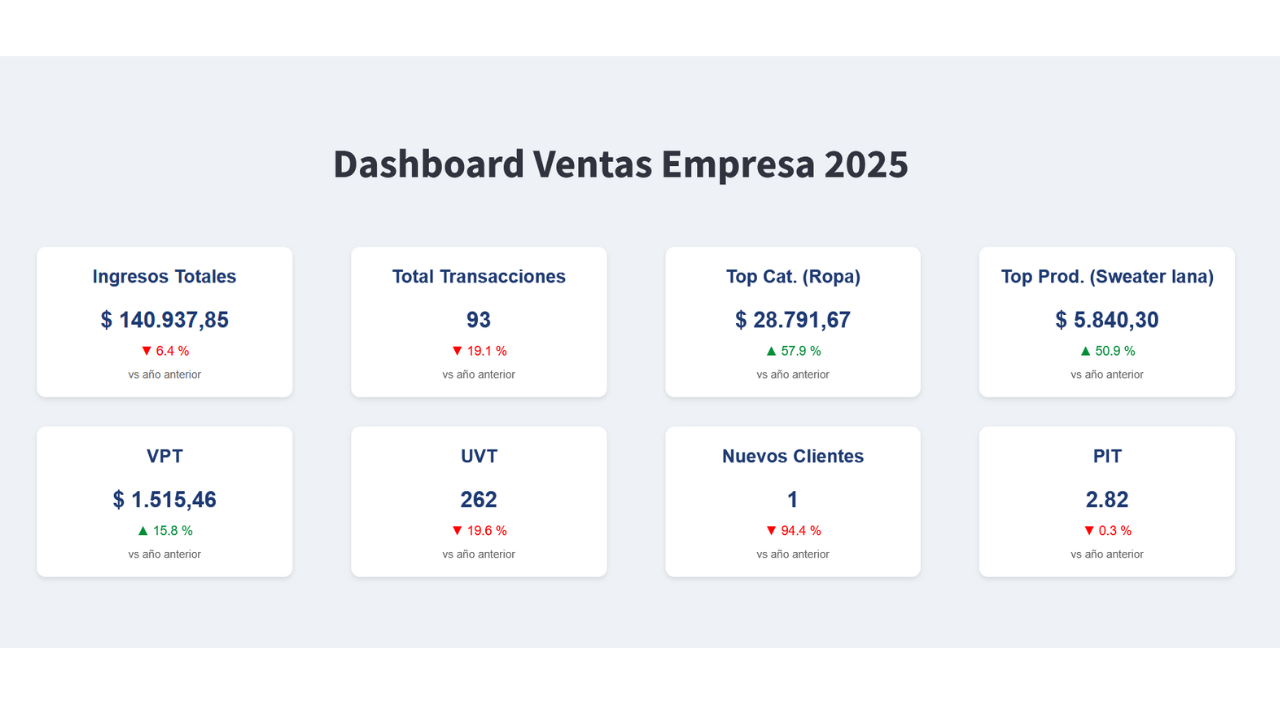 Dashboard Ventas Empresa 2025
Ingresos Totales
$ 140.937,85
▼ 6.4 %
vs año anterior
Total Transacciones
93
▼ 19.1 %
vs año anterior
Top Cat. (Ropa)
$ 28.791,67
▲ 57.9 %
vs año anterior
Top Prod. (Sweater lana)
$ 5.840,30
▲ 50.9 %
vs año anterior
VPT
$ 1.515,46
▲ 15.8 %
vs año anterior
UVT
262
▼ 19.6 %
vs año anterior
Nuevos Clientes
1
▼ 94.4 %
vs año anterior
PIT
2.82
▼ 0.3 %
vs año anterior